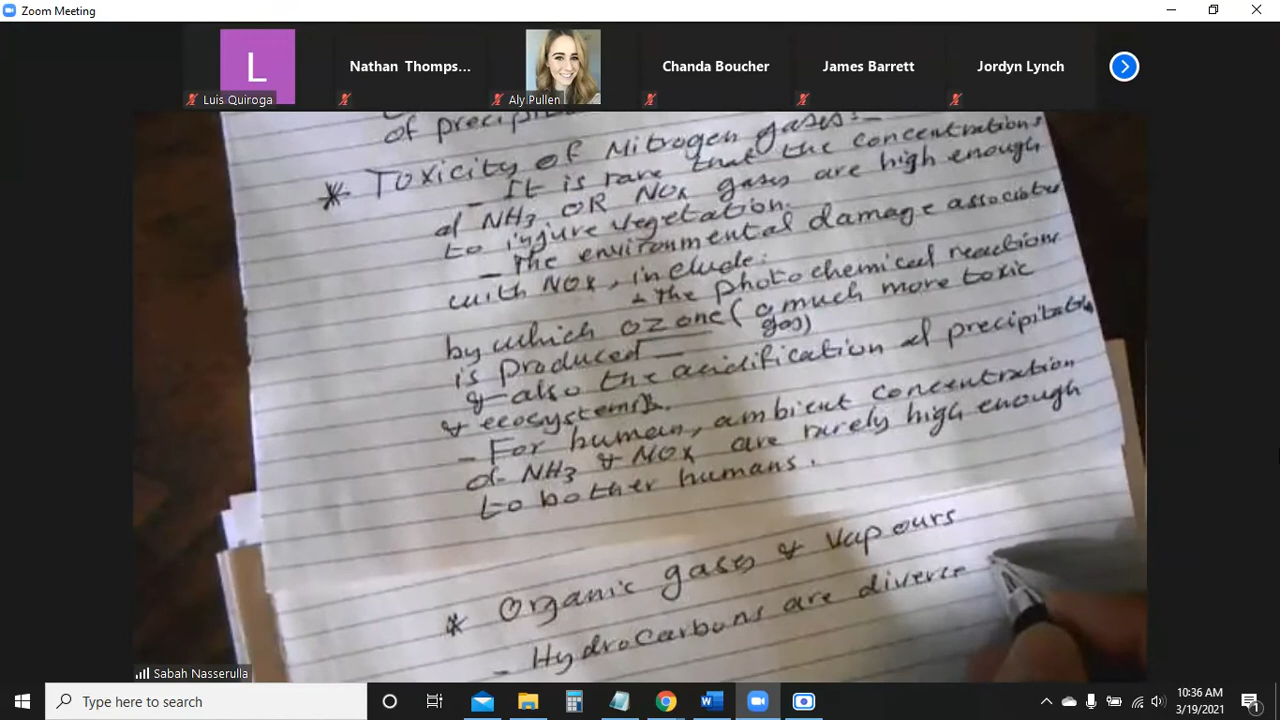 Zoom Meeting
L
Luis Quiroga
Nathan Thomps...
Aly Pullen
Chanda Boucher
James Barrett
Jordyn Lynch
of
* Toxicity of Nitrogen gases:-
- It is rare that the concentrations
of NH3 OR NOx gases are high enough
to injure vegetation.
- The environmental damage associated
with NOx, include:
- the photochemical reactions
by which ozone (a much more toxic
gas)
is produced
& also the acidification of
& ecosystems.
- For human, ambient concentration
of NH3 & NOx are rarely high enough
to bother humans.
* Organic gases & Vapours
- Hydrocarbons are diverse
Sabah Nasserulla
Type here to search
10:36 AM
3/19/2021
1